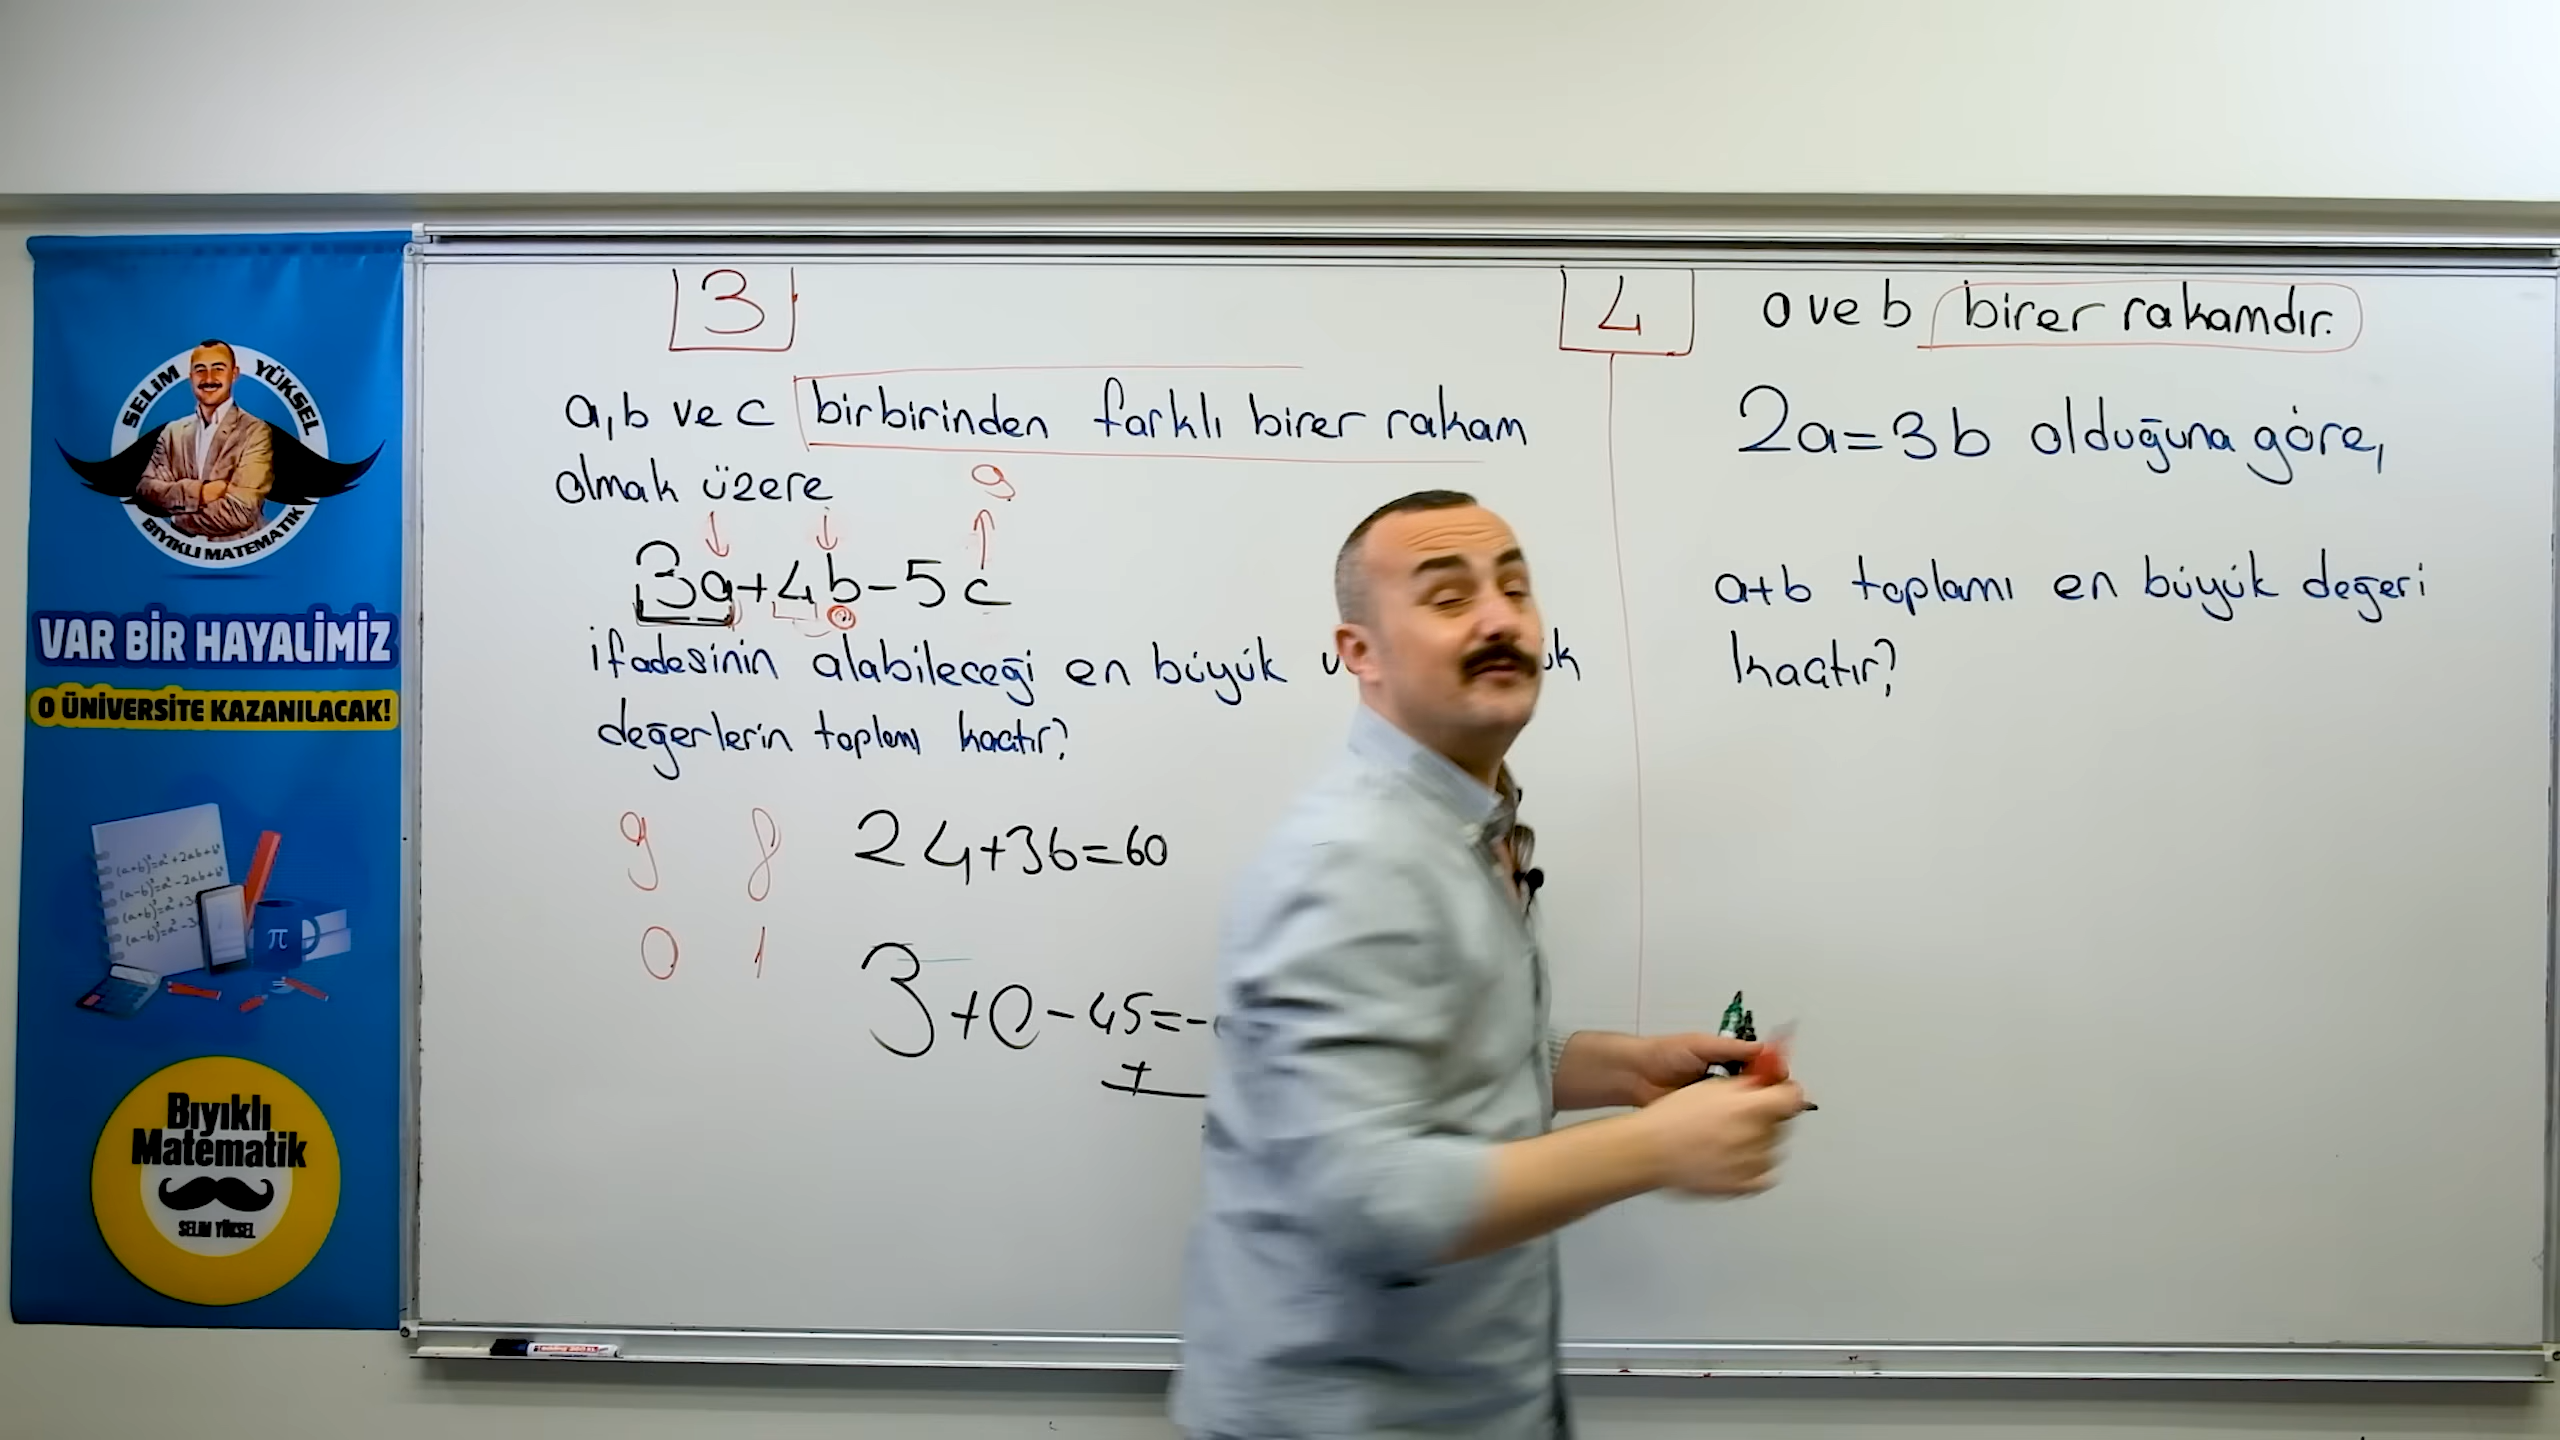 SELİM YÜKSEL
BIYIKLI MATEMATİK
VAR BİR HAYALİMİZ
O ÜNİVERSİTE KAZANILACAK!
π
Bıyıklı
Matematik
SELİM YÜKSEL
3
a,b ve c birbirinden farklı birer rakam
olmak üzere
9
3a+4b-5c
ifadesinin alabileceği en büyük
değerlerin toplamı kaçtır?
9 8 24+36=60
0 1
3+0-45=-
+
4
a ve b birer rakamdır.
2a=3b olduğuna göre,
a+b toplamı en büyük değeri
kaçtır?